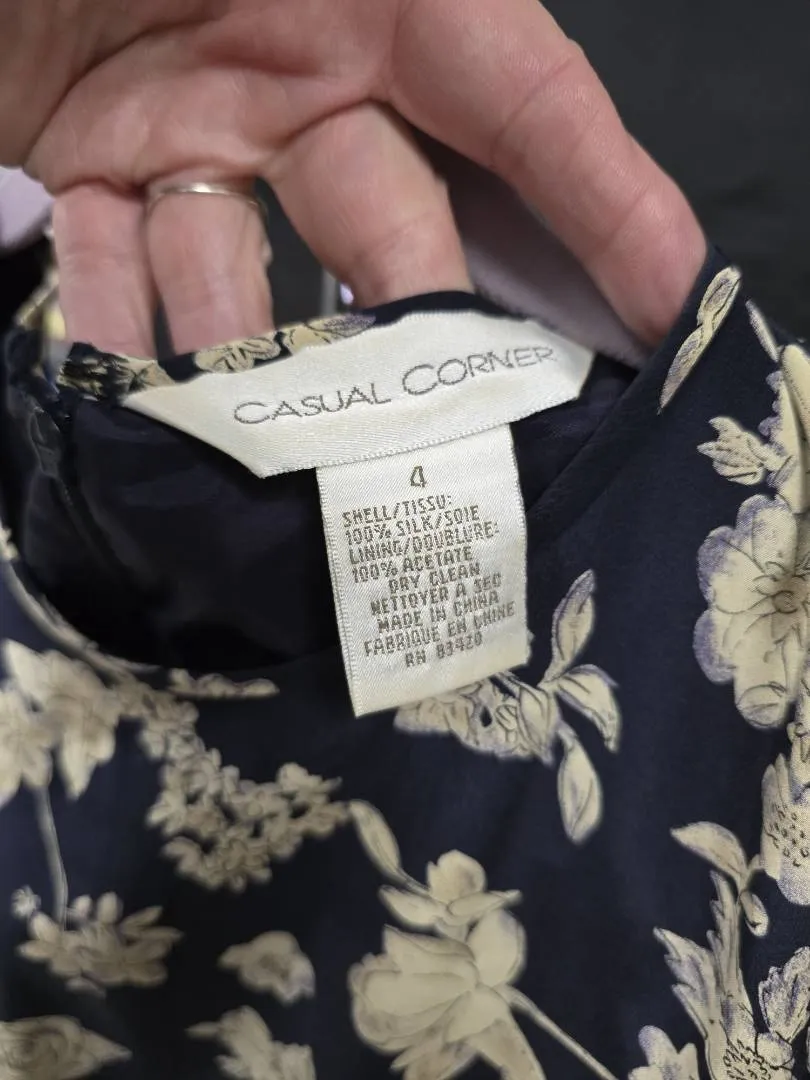 CASUAL CORNER
4
SHELL/TISSU:
100% SILK/SOIE
LINING/DOUBLURE:
100% ACETATE
DRY CLEAN
NETTOYER A SEC
MADE IN CHINA
FABRIQUE EN CHINE
RN 83420